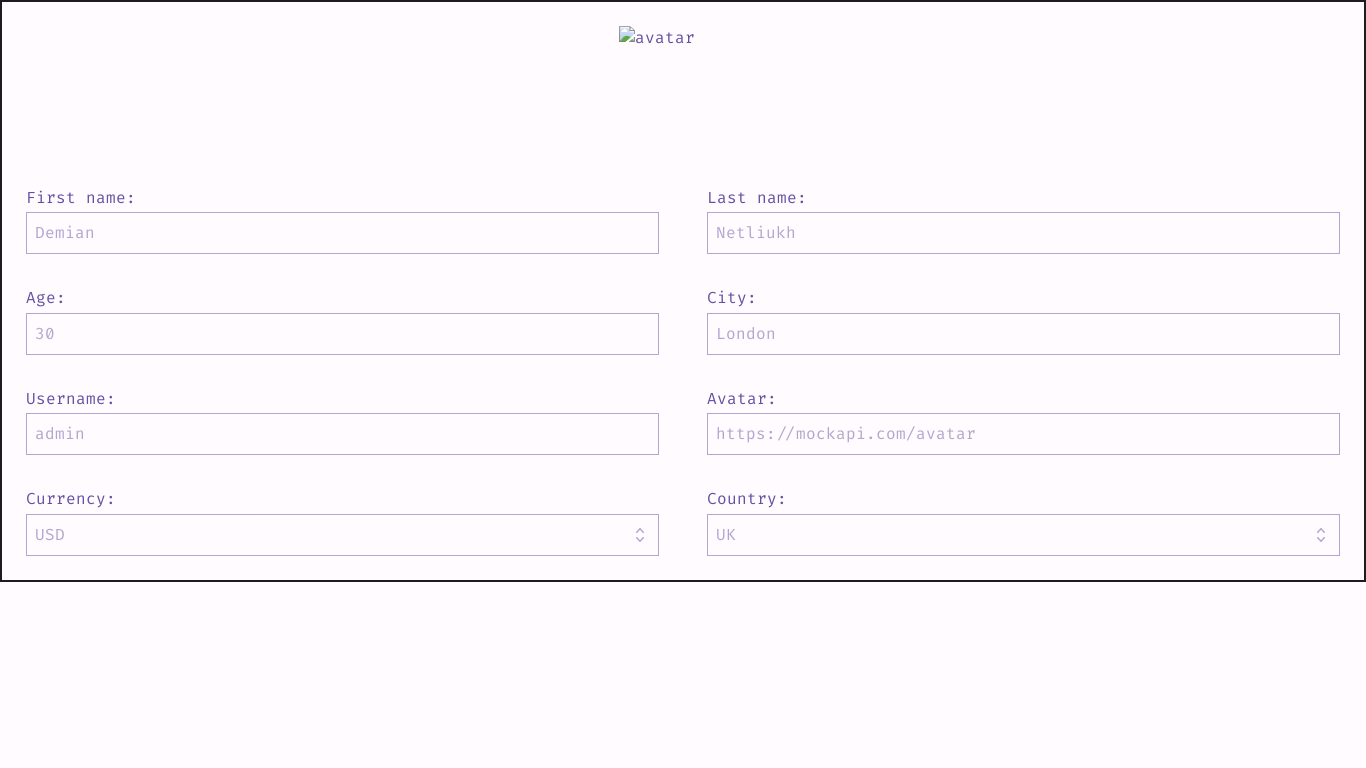 avatar
First name: Last name:
Demian Netliukh
Age: City:
30 London
Username: Avatar:
admin https://mockapi.com/avatar
Currency: Country:
USD UK